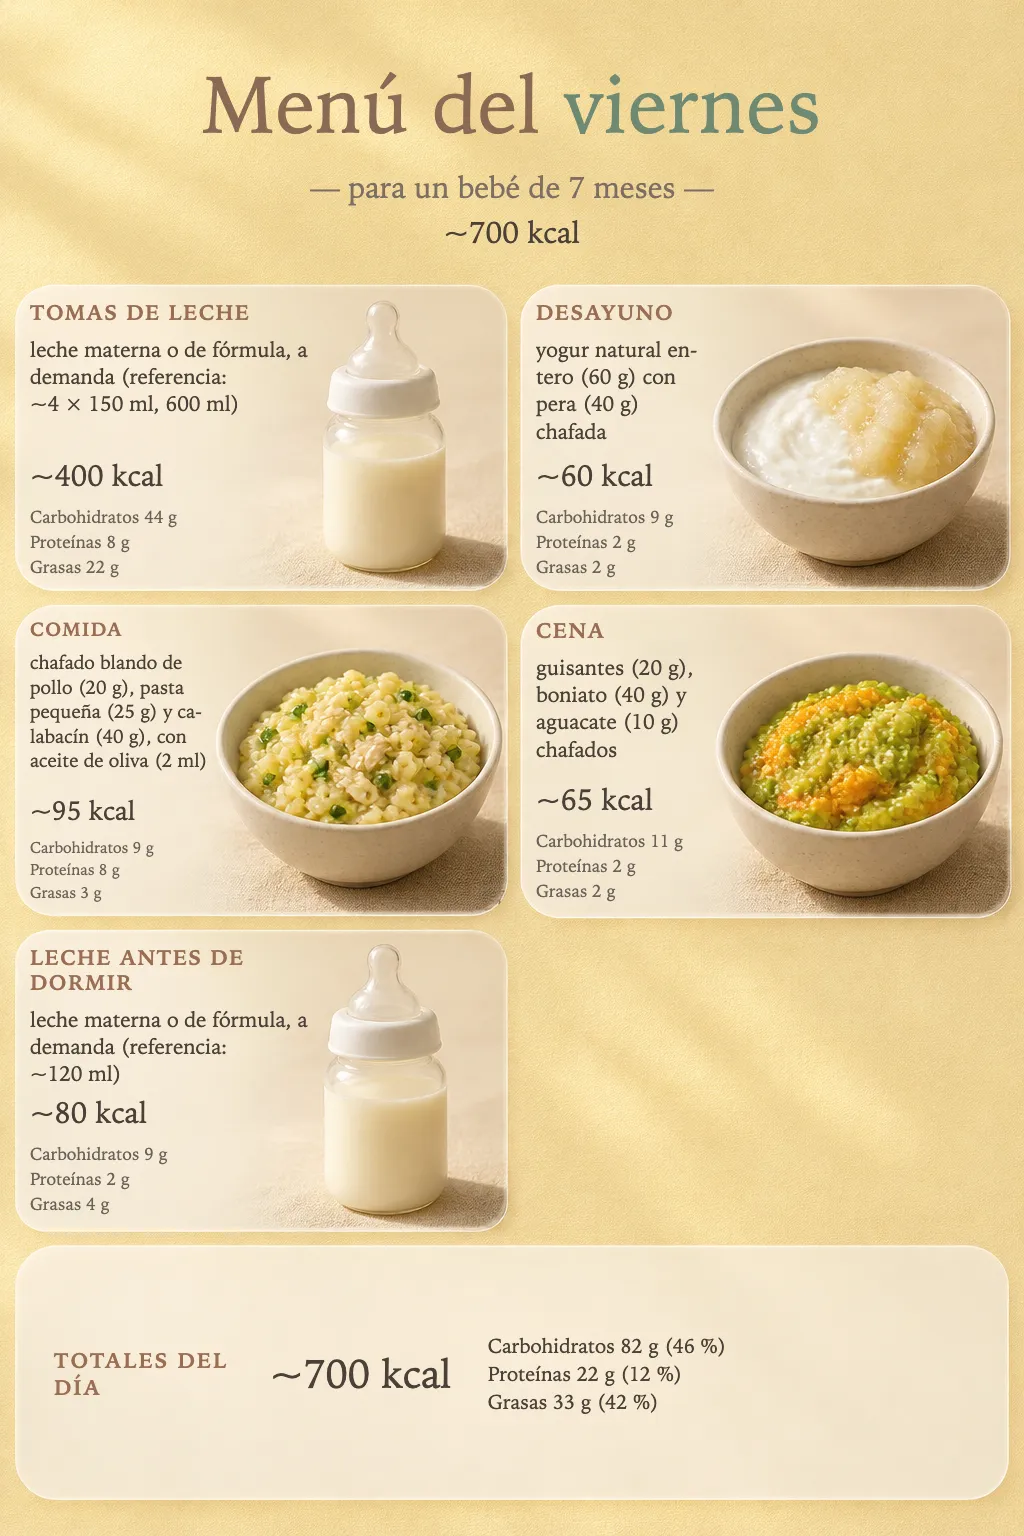 Menú del viernes
— para un bebé de 7 meses —
~700 kcal
TOMAS DE LECHE
leche materna o de fórmula, a
demanda (referencia:
~4 × 150 ml, 600 ml)
~400 kcal
Carbohidratos 44 g
Proteínas 8 g
Grasas 22 g
DESAYUNO
yogur natural en-
tero (60 g) con
pera (40 g)
chafada
~60 kcal
Carbohidratos 9 g
Proteínas 2 g
Grasas 2 g
COMIDA
chafado blando de
pollo (20 g), pasta
pequeña (25 g) y ca-
labacín (40 g), con
aceite de oliva (2 ml)
~95 kcal
Carbohidratos 9 g
Proteínas 8 g
Grasas 3 g
CENA
guisantes (20 g),
boniato (40 g) y
aguacate (10 g)
chafados
~65 kcal
Carbohidratos 11 g
Proteínas 2 g
Grasas 2 g
LECHE ANTES DE
DORMIR
leche materna o de fórmula, a
demanda (referencia:
~120 ml)
~80 kcal
Carbohidratos 9 g
Proteínas 2 g
Grasas 4 g
TOTALES DEL
DÍA
~700 kcal
Carbohidratos 82 g (46 %)
Proteínas 22 g (12 %)
Grasas 33 g (42 %)